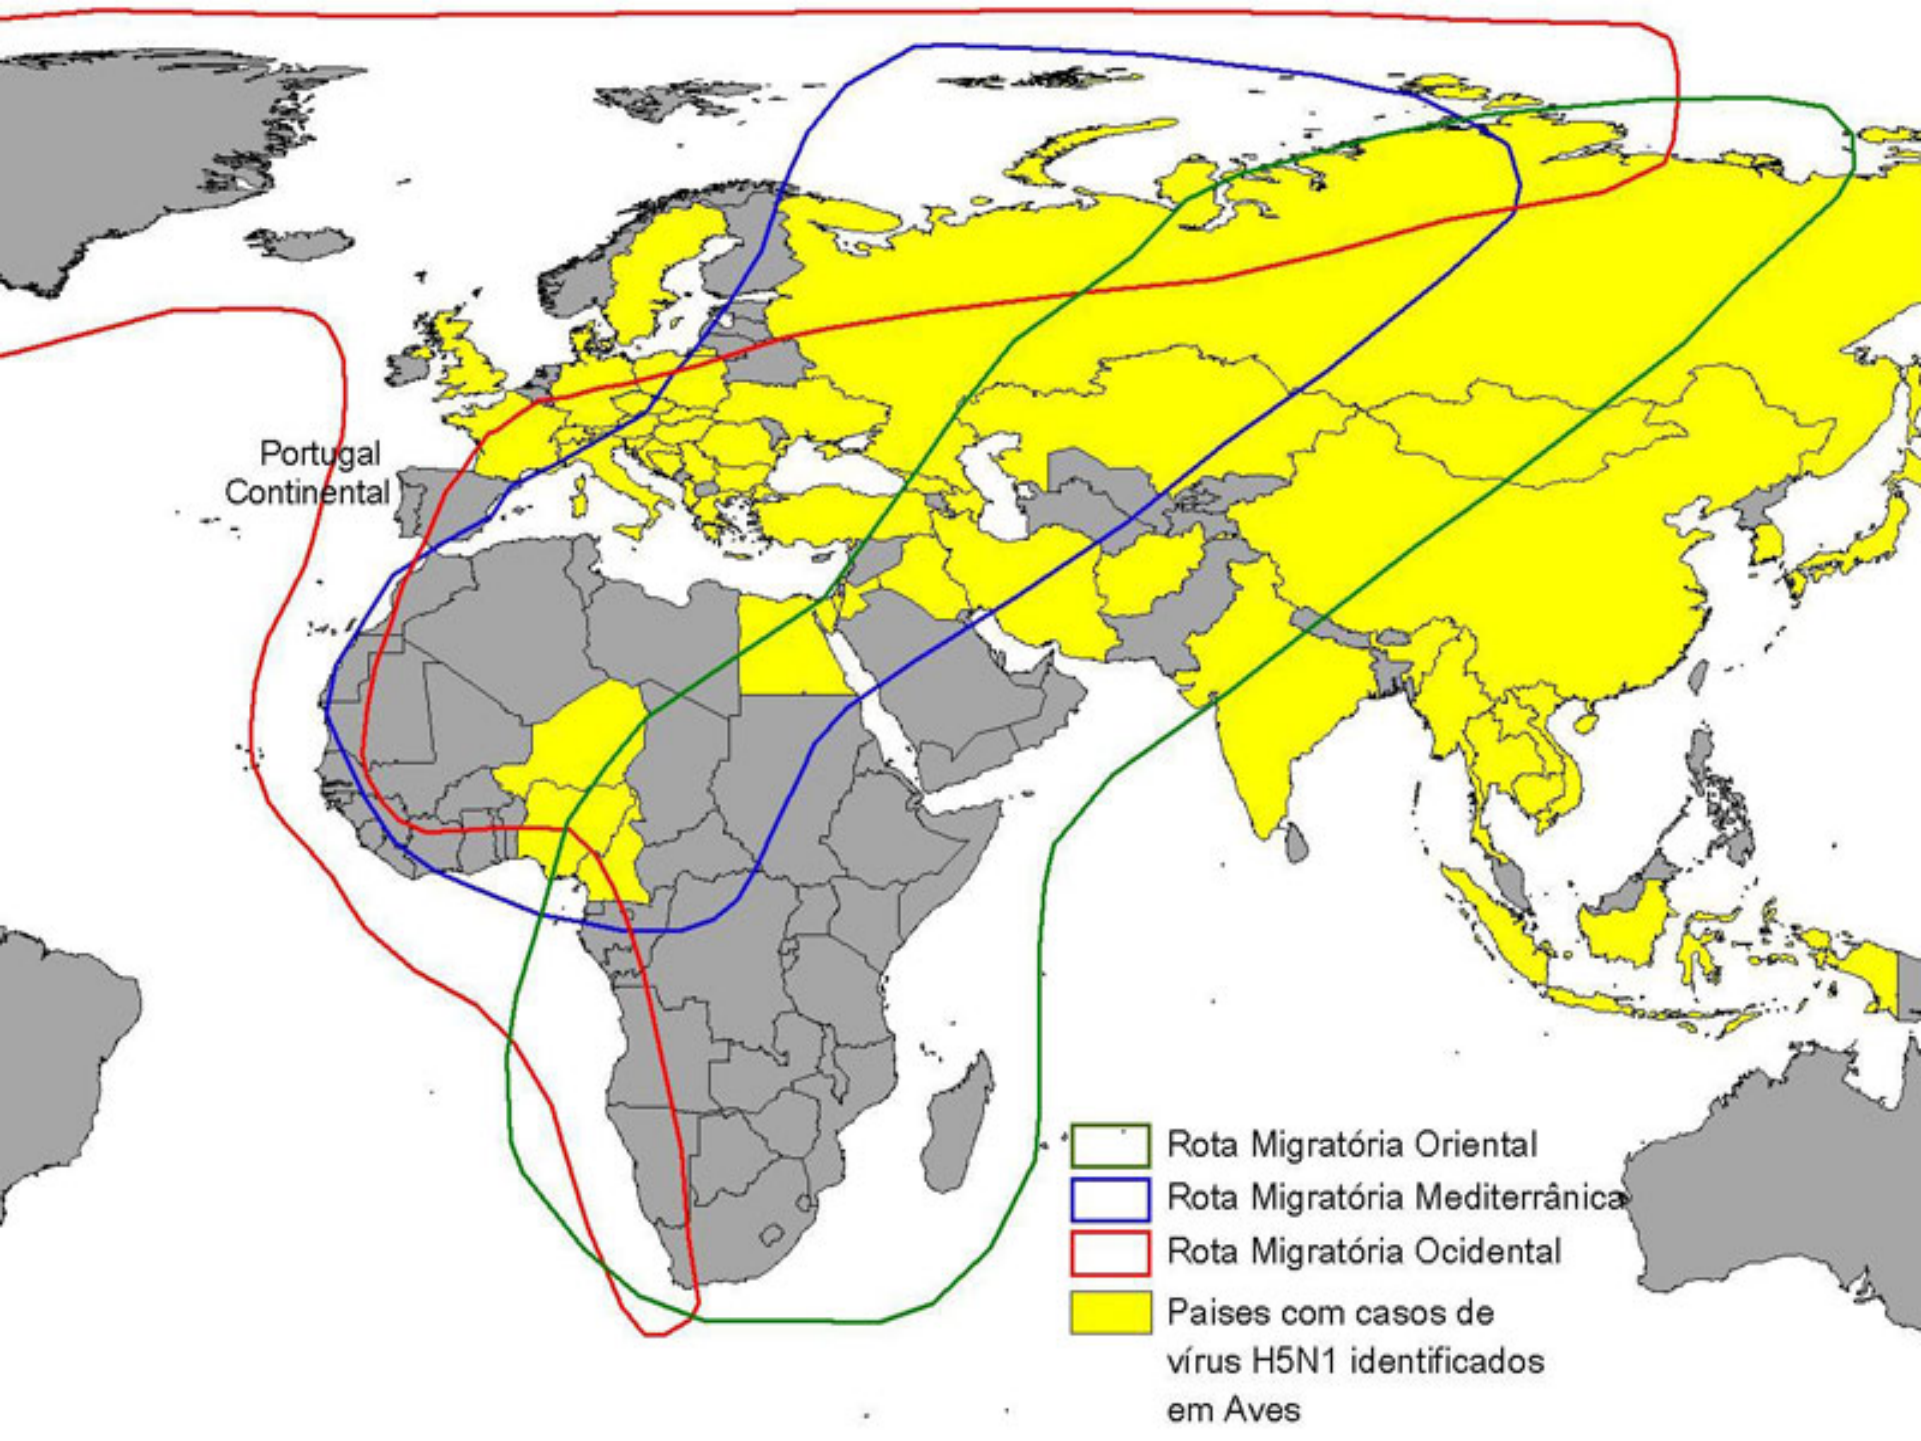 Portugal
Continental
Rota Migratória Oriental
Rota Migratória Mediterrânica
Rota Migratória Ocidental
Paises com casos de
vírus H5N1 identificados
em Aves